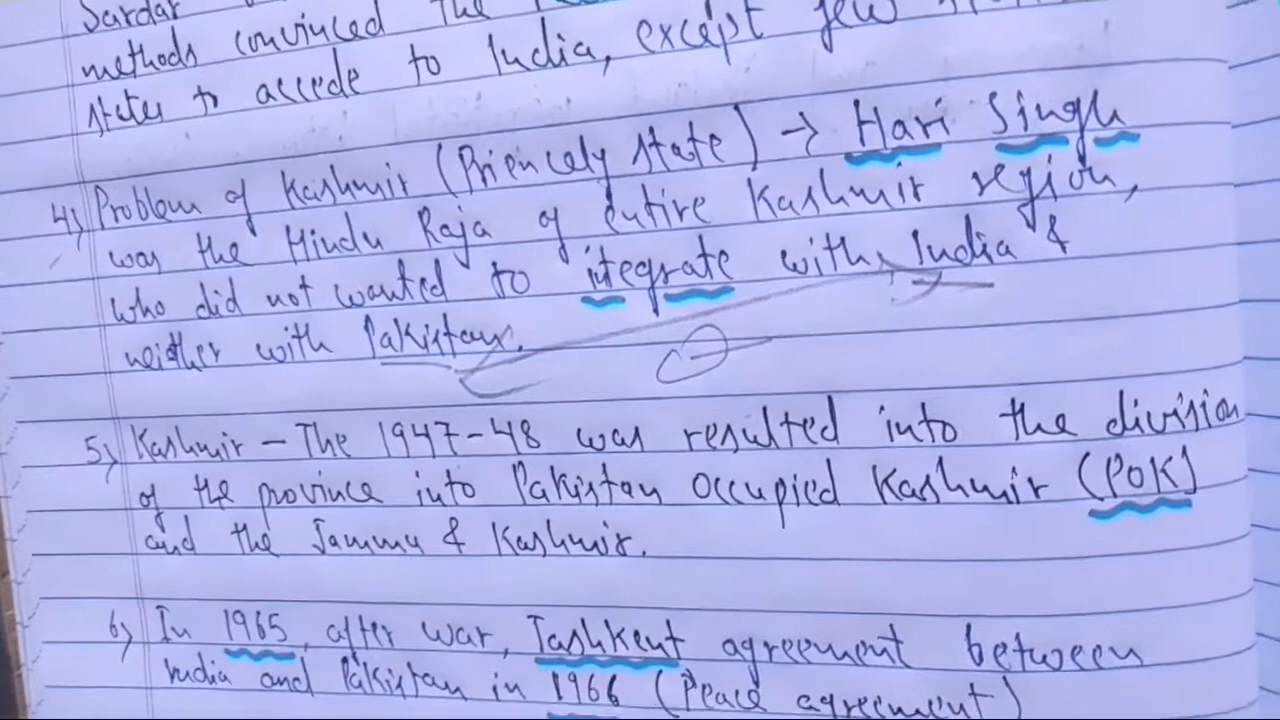 Sardar
methods convinced the
states to accede to India, except few
4) Problem of Kashmir (Priencely state) → Hari Singh
was the Hindu Raja of entire Kashmir region,
who did not wanted to integrate with India &
neither with Pakistan.
5) Kashmir - The 1947-48 was resulted into the division
of the province into Pakistan Occupied Kashmir (POK)
and the Jammu & Kashmir.
6) In 1965, after war, Tashkent agreement between
India and Pakistan in 1966 (Peace agreement)